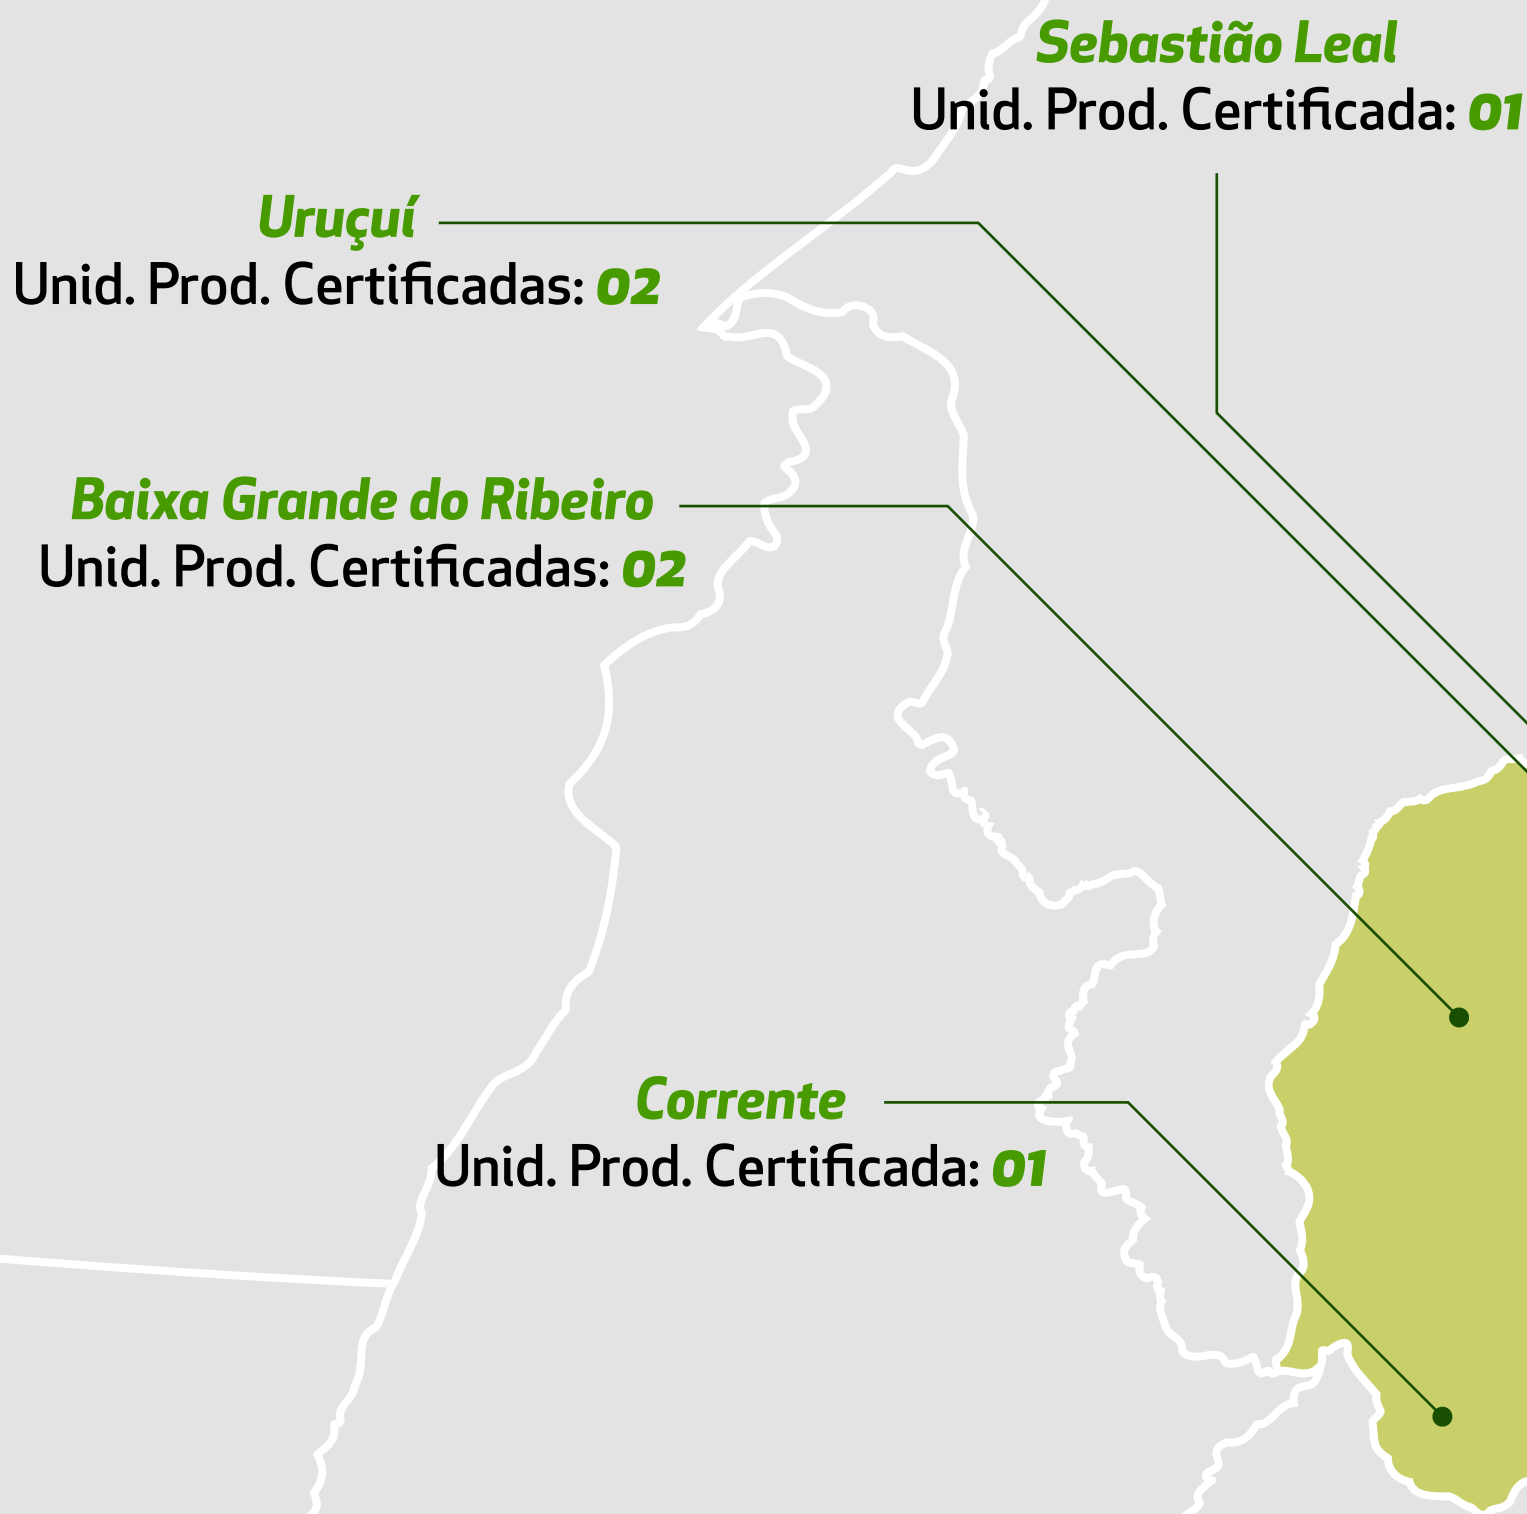 Sebastião Leal
Unid. Prod. Certificada: 01
Uruçuí
Unid. Prod. Certificadas: 02
Baixa Grande do Ribeiro
Unid. Prod. Certificadas: 02
Corrente
Unid. Prod. Certificada: 01